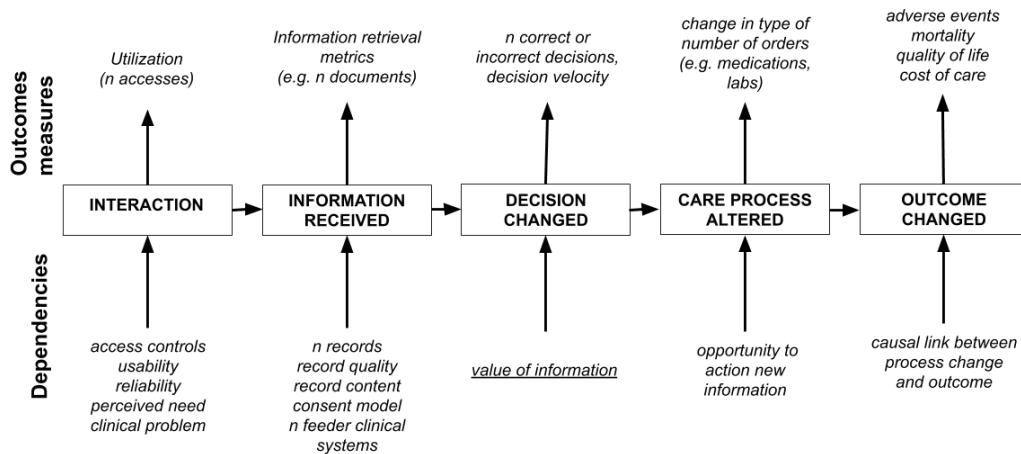 Outcomes
measures
Utilization
(n accesses)
Information retrieval
metrics
(e.g. n documents)
n correct or
incorrect decisions,
decision velocity
change in type of
number of orders
(e.g. medications,
labs)
adverse events
mortality
quality of life
cost of care
INTERACTION
INFORMATION
RECEIVED
DECISION
CHANGED
CARE PROCESS
ALTERED
OUTCOME
CHANGED
Dependencies
access controls
usability
reliability
perceived need
clinical problem
n records
record quality
record content
consent model
n feeder clinical
systems
value of information
opportunity to
action new
information
causal link between
process change
and outcome